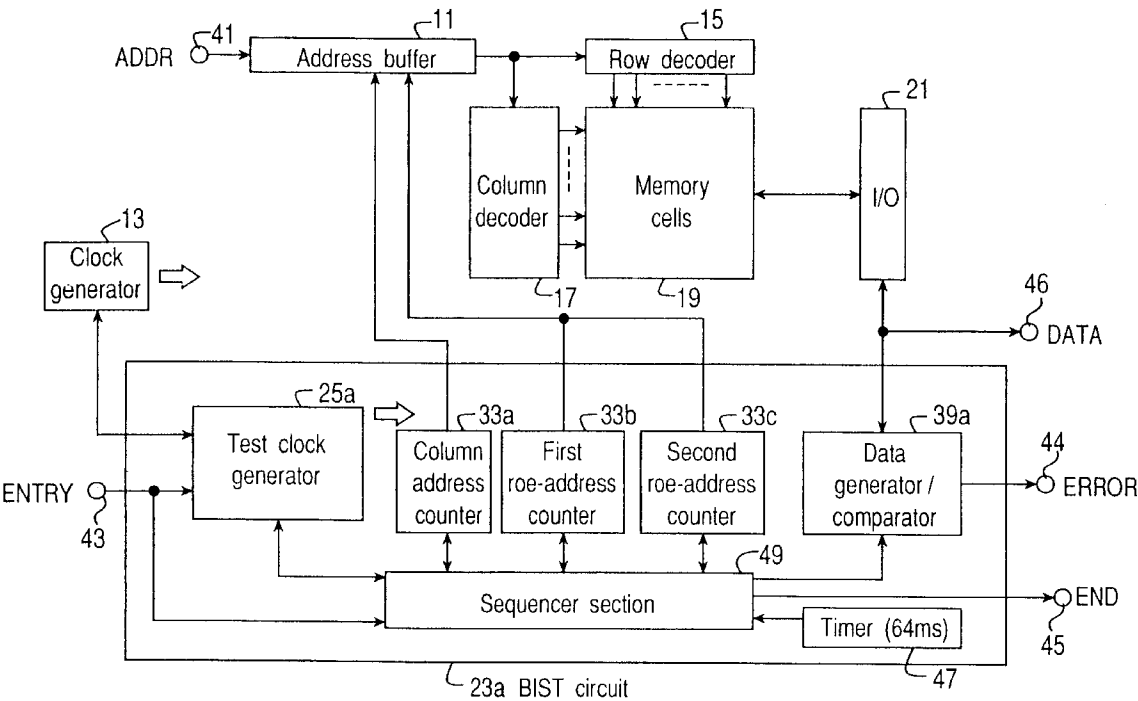 11
15
41
ADDR
Address buffer
Row decoder
21
Column
decoder
Memory
cells
I/O
13
Clock
generator
17
19
46
DATA
25a
33a
33b
33c
39a
Test clock
generator
Column
address
counter
First
roe-address
counter
Second
roe-address
counter
Data
generator /
comparator
44
ERROR
ENTRY
43
49
Sequencer section
END
45
Timer (64ms)
47
23a BIST circuit